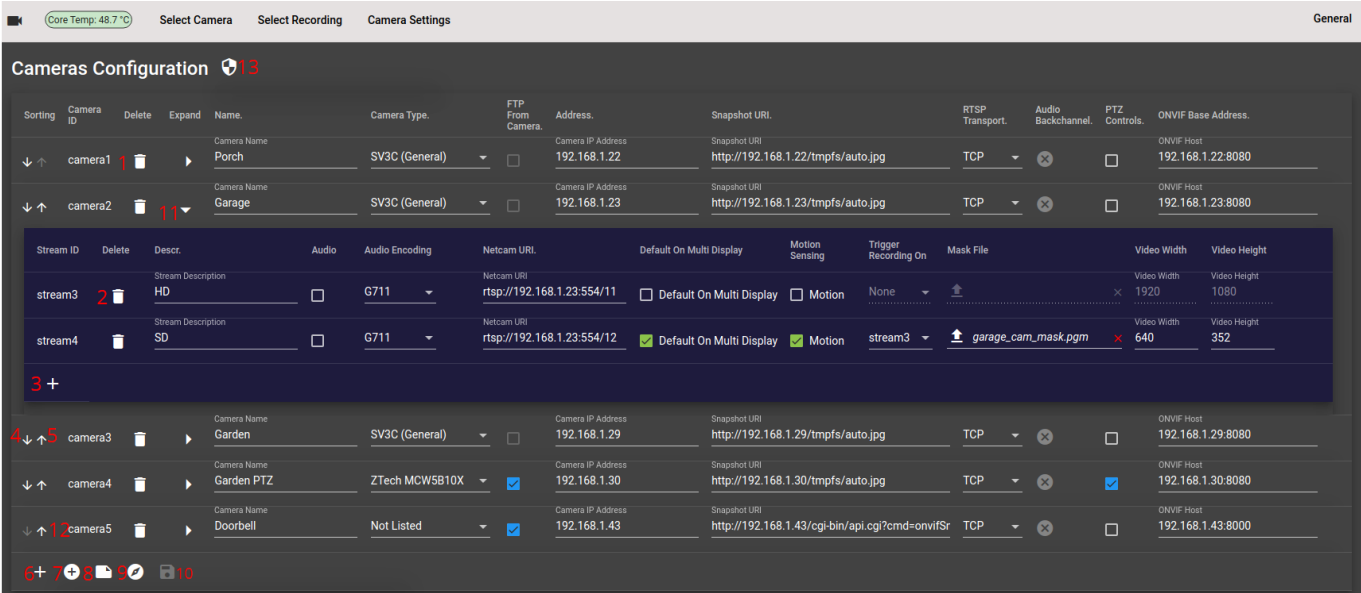 Core Temp: 48.7 °C Select Camera Select Recording Camera Settings General
Cameras Configuration 13
Sorting Camera ID Delete Expand Name. Camera Type. FTP From Camera. Address. Snapshot URI. RTSP Transport. Audio Backchannel. PTZ Controls. ONVIF Base Address.
Camera Name Camera IP Address Snapshot URI ONVIF Host
camera1 1 Porch SV3C (General) 192.168.1.22 http://192.168.1.22/tmpfs/auto.jpg TCP 192.168.1.22:8080
Camera Name Camera IP Address Snapshot URI ONVIF Host
camera2 11 Garage SV3C (General) 192.168.1.23 http://192.168.1.23/tmpfs/auto.jpg TCP 192.168.1.23:8080
Stream ID Delete Descr. Audio Audio Encoding Netcam URI. Default On Multi Display Motion Sensing Trigger Recording On Mask File Video Width Video Height
Stream Description Netcam URI Video Width Video Height
stream3 2 HD G711 rtsp://192.168.1.23:554/11 Default On Multi Display Motion None 1920 1080
Stream Description Netcam URI Video Width Video Height
stream4 SD G711 rtsp://192.168.1.23:554/12 Default On Multi Display Motion stream3 garage_cam_mask.pgm 640 352
3 +
Camera Name Camera IP Address Snapshot URI ONVIF Host
4 5 camera3 Garden SV3C (General) 192.168.1.29 http://192.168.1.29/tmpfs/auto.jpg TCP 192.168.1.29:8080
Camera Name Camera IP Address Snapshot URI ONVIF Host
camera4 Garden PTZ ZTech MCW5B10X 192.168.1.30 http://192.168.1.30/tmpfs/auto.jpg TCP 192.168.1.30:8080
Camera Name Camera IP Address Snapshot URI ONVIF Host
12 camera5 Doorbell Not Listed 192.168.1.43 http://192.168.1.43/cgi-bin/api.cgi?cmd=onvifSr TCP 192.168.1.43:8000
6 + 7 8 9 10